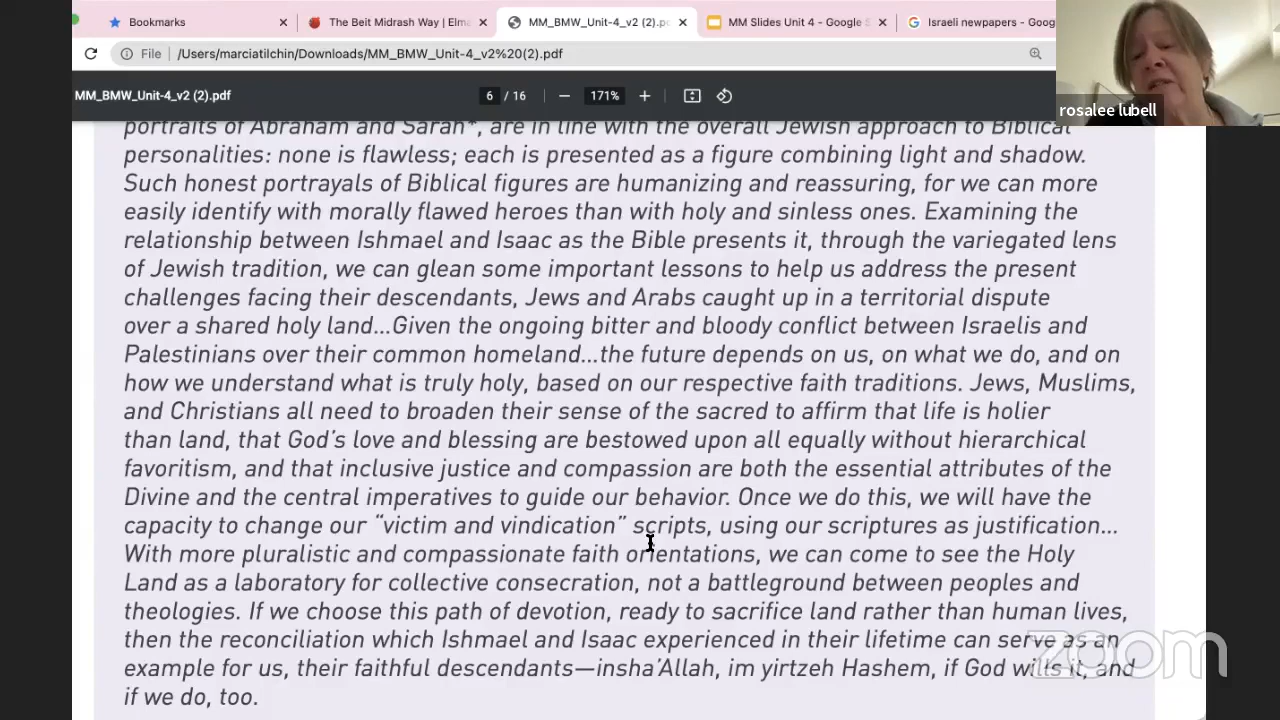 Bookmarks
The Beit Midrash Way | Elm
MM_BMW_Unit-4_v2 (2).p
MM Slides Unit 4 - Google
Israeli newpapers - Goog
File | /Users/marciatilchin/Downloads/MM_BMW_Unit-4_v2%20(2).pdf
MM_BMW_Unit-4_v2 (2).pdf
6 / 16
171%
rosalee lubell
portraits of Abraham and Sarah*, are in line with the overall Jewish approach to Biblical
personalities: none is flawless; each is presented as a figure combining light and shadow.
Such honest portrayals of Biblical figures are humanizing and reassuring, for we can more
easily identify with morally flawed heroes than with holy and sinless ones. Examining the
relationship between Ishmael and Isaac as the Bible presents it, through the variegated lens
of Jewish tradition, we can glean some important lessons to help us address the present
challenges facing their descendants, Jews and Arabs caught up in a territorial dispute
over a shared holy land...Given the ongoing bitter and bloody conflict between Israelis and
Palestinians over their common homeland...the future depends on us, on what we do, and on
how we understand what is truly holy, based on our respective faith traditions. Jews, Muslims,
and Christians all need to broaden their sense of the sacred to affirm that life is holier
than land, that God's love and blessing are bestowed upon all equally without hierarchical
favoritism, and that inclusive justice and compassion are both the essential attributes of the
Divine and the central imperatives to guide our behavior. Once we do this, we will have the
capacity to change our “victim and vindication” scripts, using our scriptures as justification...
With more pluralistic and compassionate faith orientations, we can come to see the Holy
Land as a laboratory for collective consecration, not a battleground between peoples and
theologies. If we choose this path of devotion, ready to sacrifice land rather than human lives,
then the reconciliation which Ishmael and Isaac experienced in their lifetime can serve as an
example for us, their faithful descendants—insha'Allah, im yirtzeh Hashem, if God wills it, and
if we do, too.
zoom